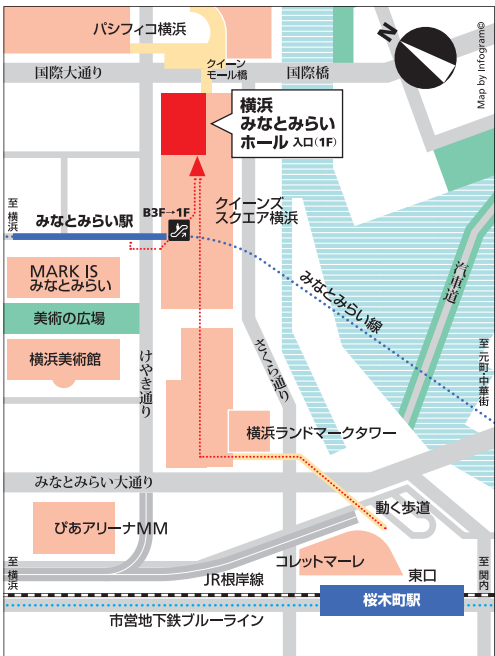 パシフィコ横浜
国際大通り
クイーン
モール橋
国際橋
N
Map by Infogram©
横浜
みなとみらい
ホール 入口(1F)
至 横浜
みなとみらい駅
B3F→1F
クイーンズ
スクエア横浜
MARK IS
みなとみらい
美術の広場
横浜美術館
けやき通り
さくら通り
みなとみらい線
汽車道
至 元町・中華街
横浜ランドマークタワー
みなとみらい大通り
ぴあアリーナMM
動く歩道
コレットマーレ
至 横浜
JR根岸線
東口
至 関内
桜木町駅
市営地下鉄ブルーライン